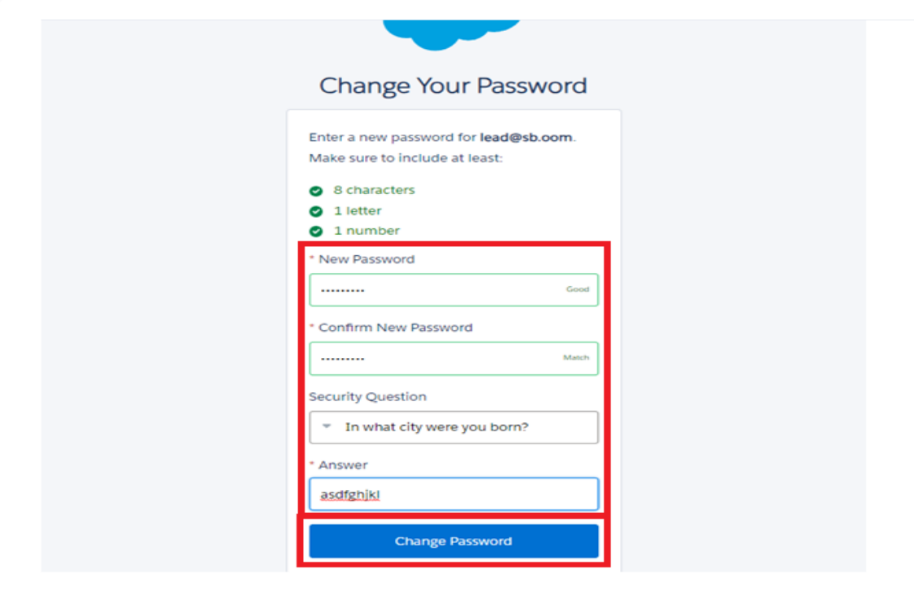 Change Your Password
Enter a new password for lead@sb.oom.
Make sure to include at least:
8 characters
1 letter
1 number
* New Password
••••••••• Good
* Confirm New Password
••••••••• Match
Security Question
In what city were you born?
* Answer
asdfghjkl
Change Password